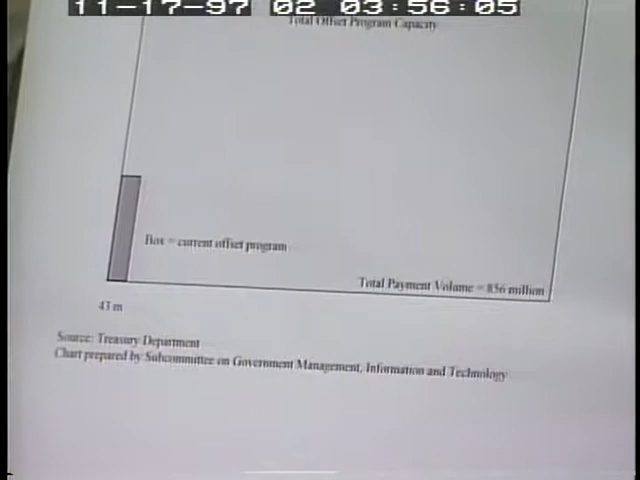 11-17-97 02 03:56:05
Total Offset Program Capacity
Box = current offset program
Total Payment Volume = 856 million
43 m
Source: Treasury Department
Chart prepared by Subcommittee on Government Management, Information and Technology